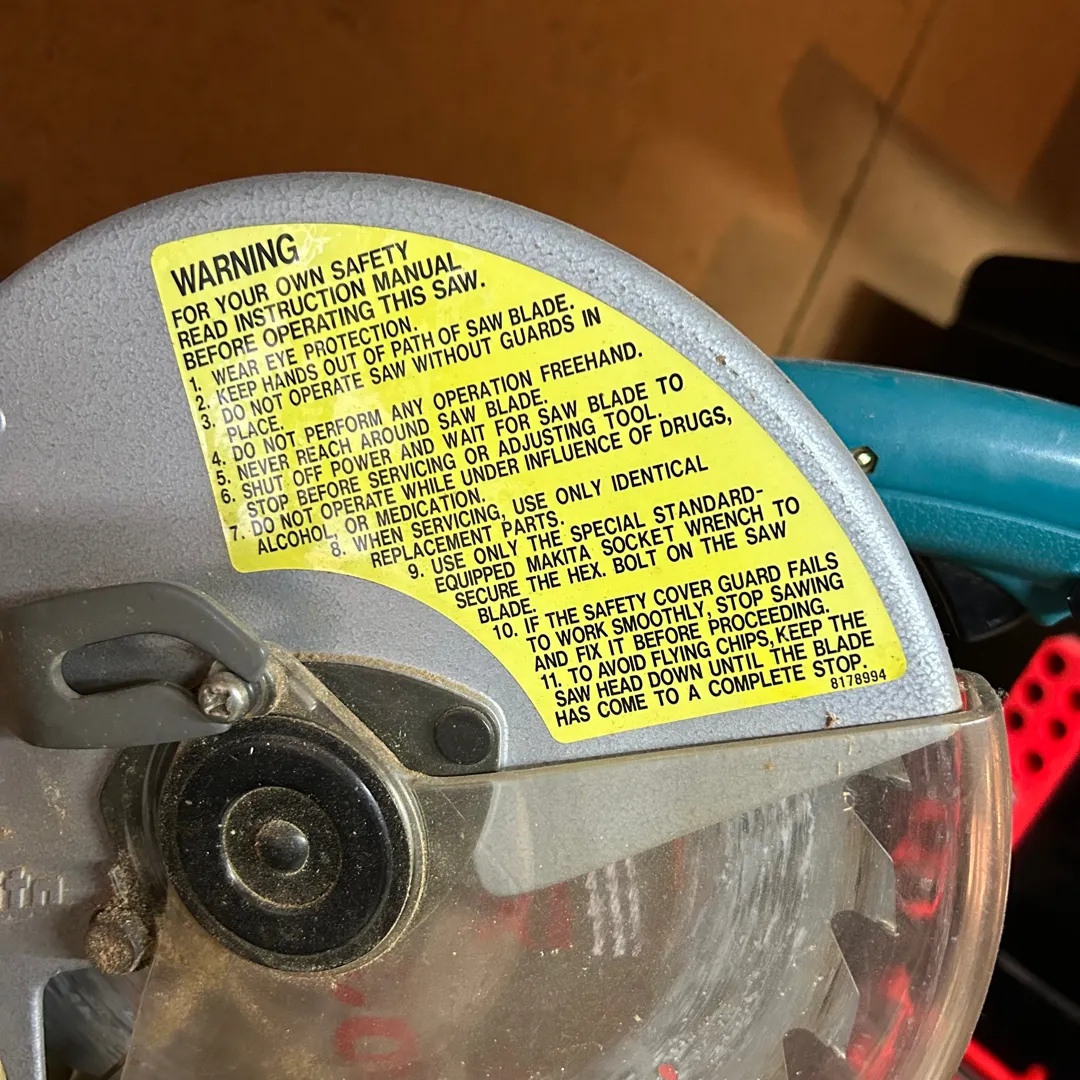 WARNING
FOR YOUR OWN SAFETY
READ INSTRUCTION MANUAL
BEFORE OPERATING THIS SAW.
1. WEAR EYE PROTECTION.
2. KEEP HANDS OUT OF PATH OF SAW BLADE.
3. DO NOT OPERATE SAW WITHOUT GUARDS IN
PLACE.
4. DO NOT PERFORM ANY OPERATION FREEHAND.
5. NEVER REACH AROUND SAW BLADE.
6. SHUT OFF POWER AND WAIT FOR SAW BLADE TO
STOP BEFORE SERVICING OR ADJUSTING TOOL.
7. DO NOT OPERATE WHILE UNDER INFLUENCE OF DRUGS,
ALCOHOL, OR MEDICATION.
8. WHEN SERVICING, USE ONLY IDENTICAL
REPLACEMENT PARTS.
9. USE ONLY THE SPECIAL STANDARD-
EQUIPPED MAKITA SOCKET WRENCH TO
SECURE THE HEX. BOLT ON THE SAW
BLADE.
10. IF THE SAFETY COVER GUARD FAILS
TO WORK SMOOTHLY, STOP SAWING
AND FIX IT BEFORE PROCEEDING.
11. TO AVOID FLYING CHIPS, KEEP THE
SAW HEAD DOWN UNTIL THE BLADE
HAS COME TO A COMPLETE STOP.
8178994